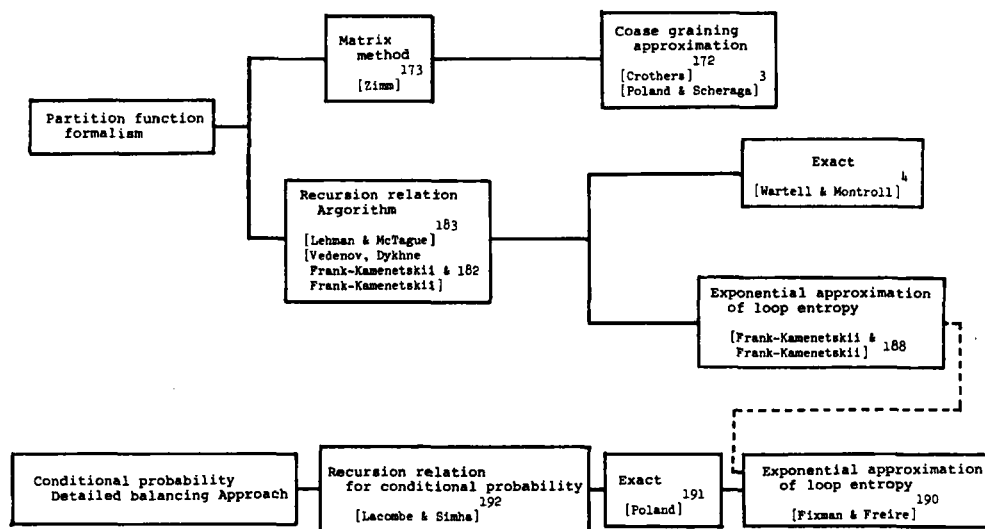 Matrix
method
173
[Zimm]
Coase graining
approximation
172
[Crothers]
3
[Poland & Scheraga]
Partition function
formalism
Recursion relation
Argorithm
183
[Lehman & McTague]
[Vedenov, Dykhne
Frank-Kamenetskii & 182
Frank-Kamenetskii]
Exact
4
[Wartell & Montroll]
Exponential approximation
of loop entropy
[Frank-Kamenetskii &
Frank-Kamenetskii] 188
Conditional probability
Detailed balancing Approach
Recursion relation
for conditional probability
192
[Lacombe & Simha]
Exact
191
[Poland]
Exponential approximation
of loop entropy
190
[Fixman & Freire]